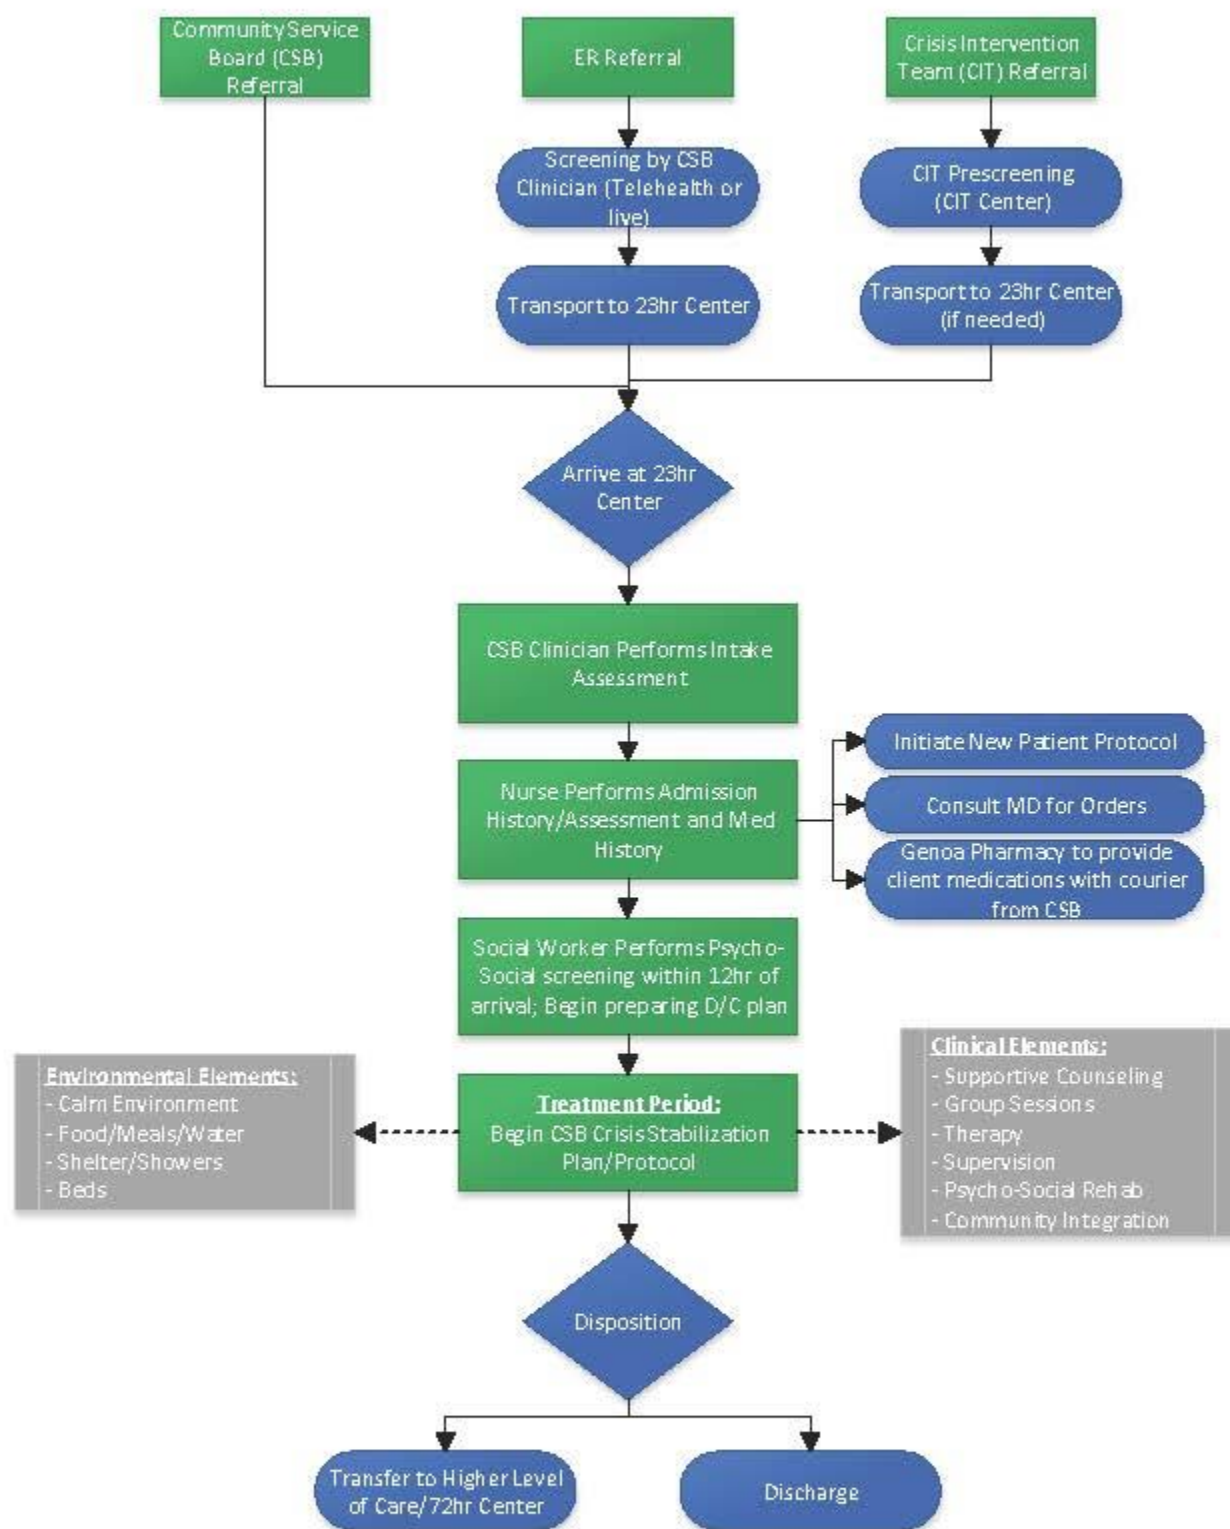 Community Service
Board (CSB)
Referral
ER Referral
Crisis Intervention
Team (CIT) Referral
Screening by CSB
Clinician (Telehealth or
live)
CIT Prescreening
(CIT Center)
Transport to 23hr Center
Transport to 23hr Center
(if needed)
Arrive at 23hr
Center
CSB Clinician Performs Intake
Assessment
Nurse Performs Admission
History/Assessment and Med
History
Initiate New Patient Protocol
Consult MD for Orders
Genoa Pharmacy to provide
client medications with courier
from CSB
Social Worker Performs Psycho-
Social screening within 12hr of
arrival; Begin preparing D/C plan
Environmental Elements:
- Calm Environment
- Food/Meals/Water
- Shelter/Showers
- Beds
Treatment Period:
Begin CSB Crisis Stabilization
Plan/Protocol
Clinical Elements:
- Supportive Counseling
- Group Sessions
- Therapy
- Supervision
- Psycho-Social Rehab
- Community Integration
Disposition
Transfer to Higher Level
of Care/72hr Center
Discharge